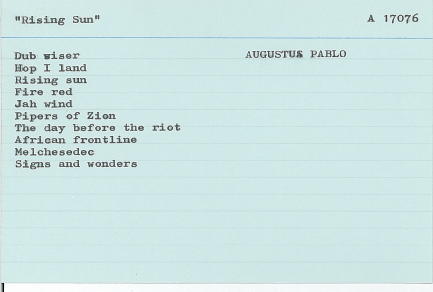 "Rising Sun" A 17076
Dub wiser AUGUSTUS PABLO
Hop I land
Rising sun
Fire red
Jah wind
Pipers of Zion
The day before the riot
African frontline
Melchesedec
Signs and wonders